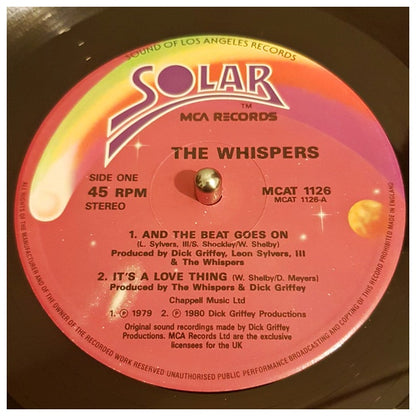 SOUND OF LOS ANGELES RECORDS
SOLAR
TM
MCA RECORDS
THE WHISPERS
SIDE ONE
45 RPM
STEREO
MCAT 1126
MCAT 1126-A
1. AND THE BEAT GOES ON
(L. Sylvers, III/S. Shockley/W. Shelby)
Produced by Dick Griffey, Leon Sylvers, III
& The Whispers
2. IT'S A LOVE THING (W. Shelby/D. Meyers)
Produced by The Whispers & Dick Griffey
Chappell Music Ltd
1. ℗ 1979 2. ℗ 1980 Dick Griffey Productions
Original sound recordings made by Dick Griffey
Productions. MCA Records Ltd are the exclusive
licensees for the UK
ALL RIGHTS OF THE MANUFACTURER AND OF THE OWNER OF THE RECORDED WORK RESERVED UNAUTHORISED PUBLIC PERFORMANCE BROADCASTING AND COPYING OF THIS RECORD PROHIBITED MADE IN ENGLAND